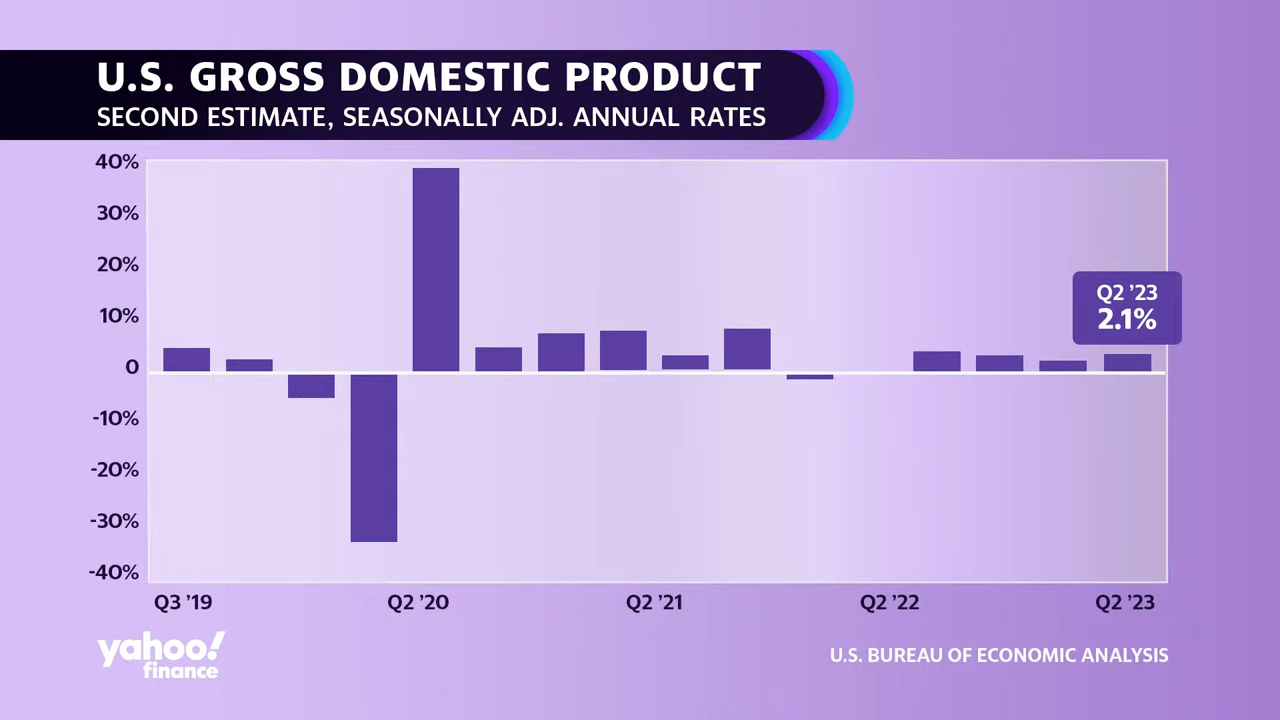 U.S. GROSS DOMESTIC PRODUCT
SECOND ESTIMATE, SEASONALLY ADJ. ANNUAL RATES
40%
30%
20%
10%
0
-10%
-20%
-30%
-40%
Q2 ’23
2.1%
Q3 ’19 Q2 ’20 Q2 ’21 Q2 ’22 Q2 ’23
yahoo!
finance
U.S. BUREAU OF ECONOMIC ANALYSIS